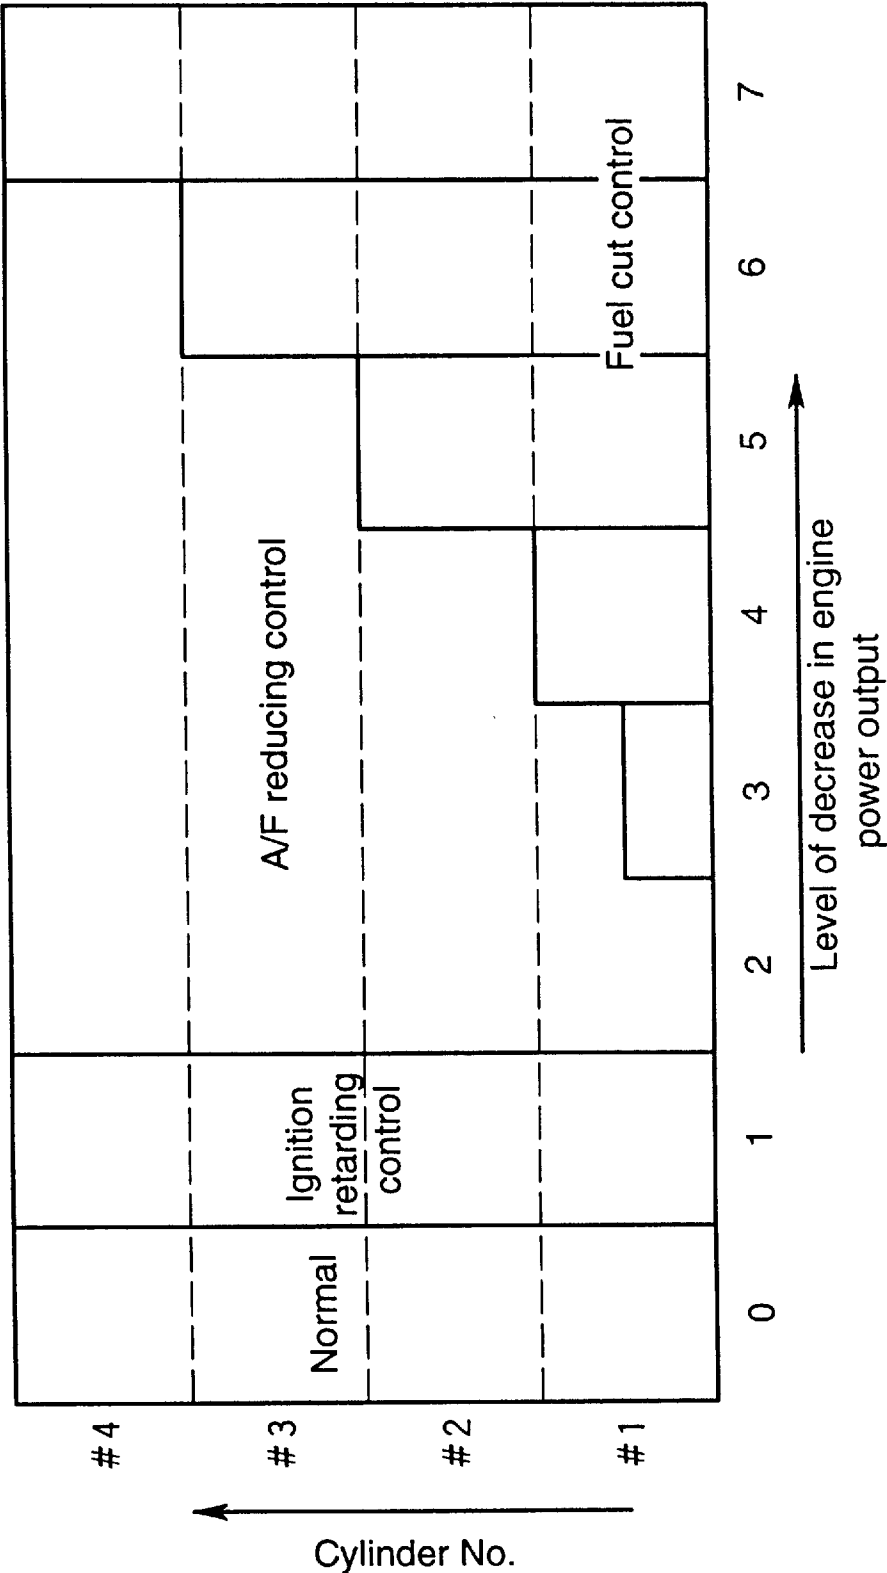 Cylinder No.
#4
#3
#2
#1
Normal
Ignition
retarding
control
A/F reducing control
Fuel cut control
0
1
2
3
4
5
6
7
Level of decrease in engine
power output